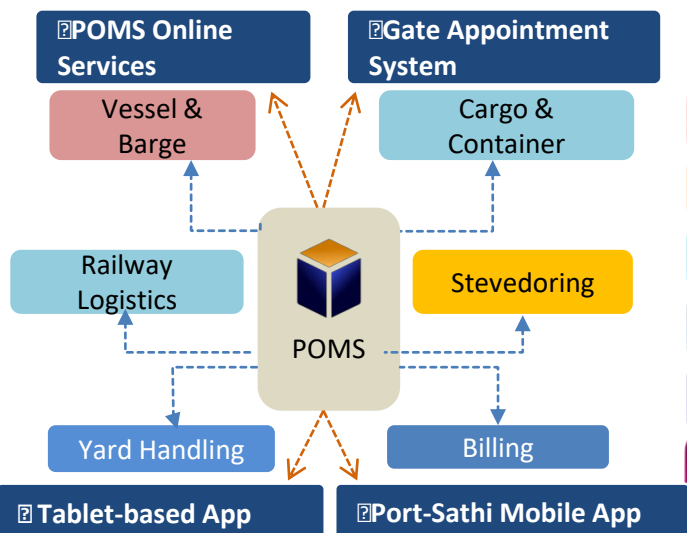 POMS Online
Services
Gate Appointment
System
Vessel &
Barge
Cargo &
Container
Railway
Logistics
Stevedoring
POMS
Yard Handling
Billing
Tablet-based App
Port-Sathi Mobile App